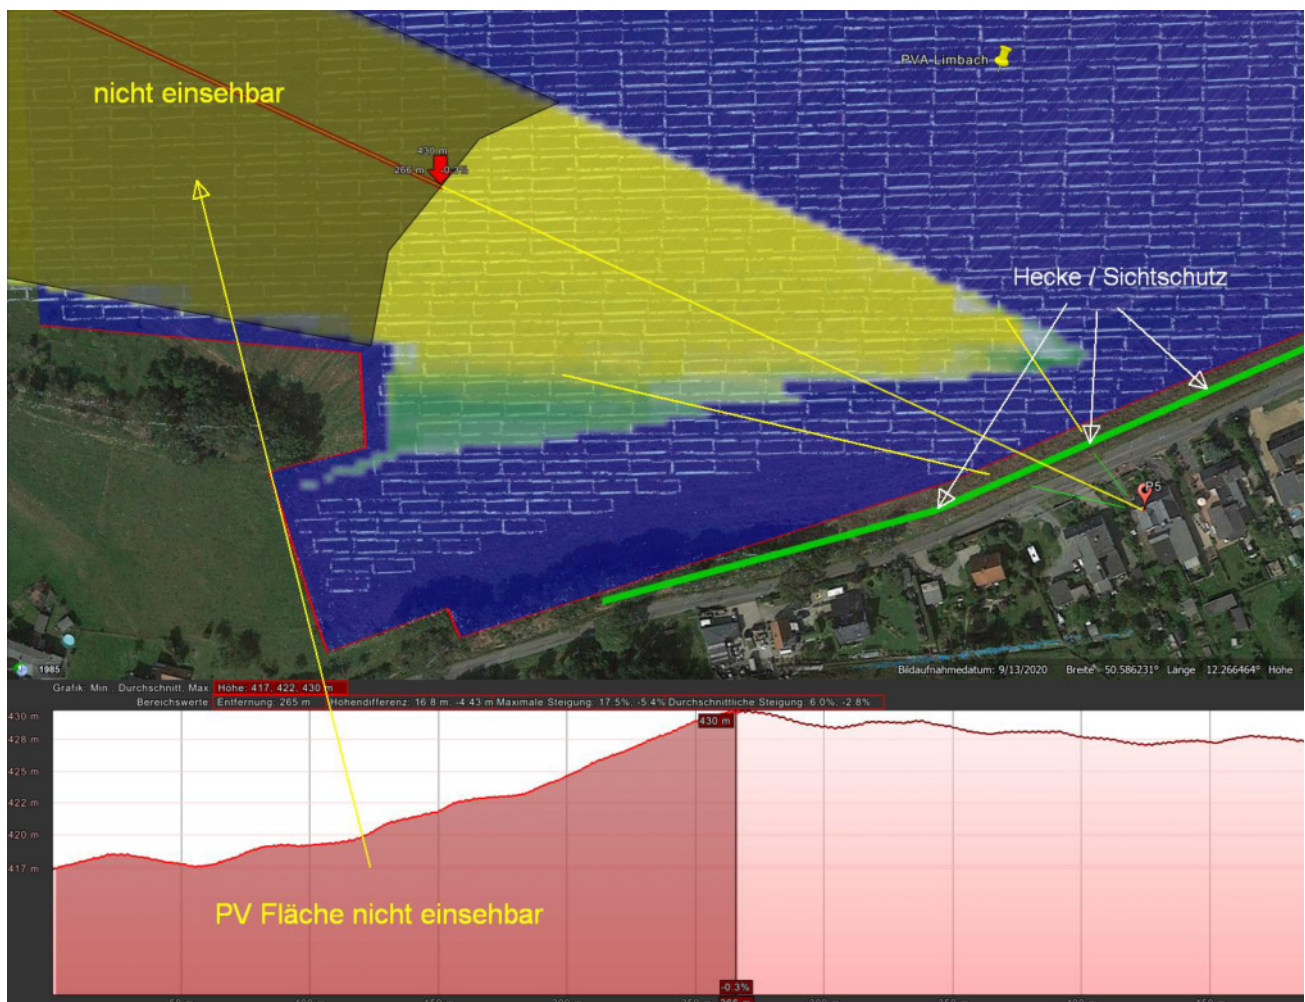 PVA-Limbach
nicht einsehbar
430 m
266 m -0.3%
Hecke / Sichtschutz
P5
1985
Bildaufnahmedatum: 9/13/2020 Breite -50.586231° Länge 12.266464° Höhe
Grafik: Min., Durchschnitt, Max. Höhe: 417, 422, 430 m
Bereichswerte: Entfernung: 265 m Höhendifferenz: 16.8 m, -4.43 m Maximale Steigung: 17.5%, -5.4% Durchschnittliche Steigung: 6.0%, -2.8%
430 m
430 m
428 m
425 m
422 m
420 m
417 m
PV Fläche nicht einsehbar
-0.3%